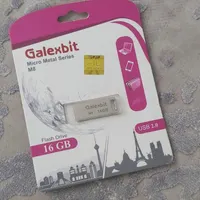 Galexbit
Micro Metal Series
M8
Galexbit
Flash Drive
16 GB
USB 2.0